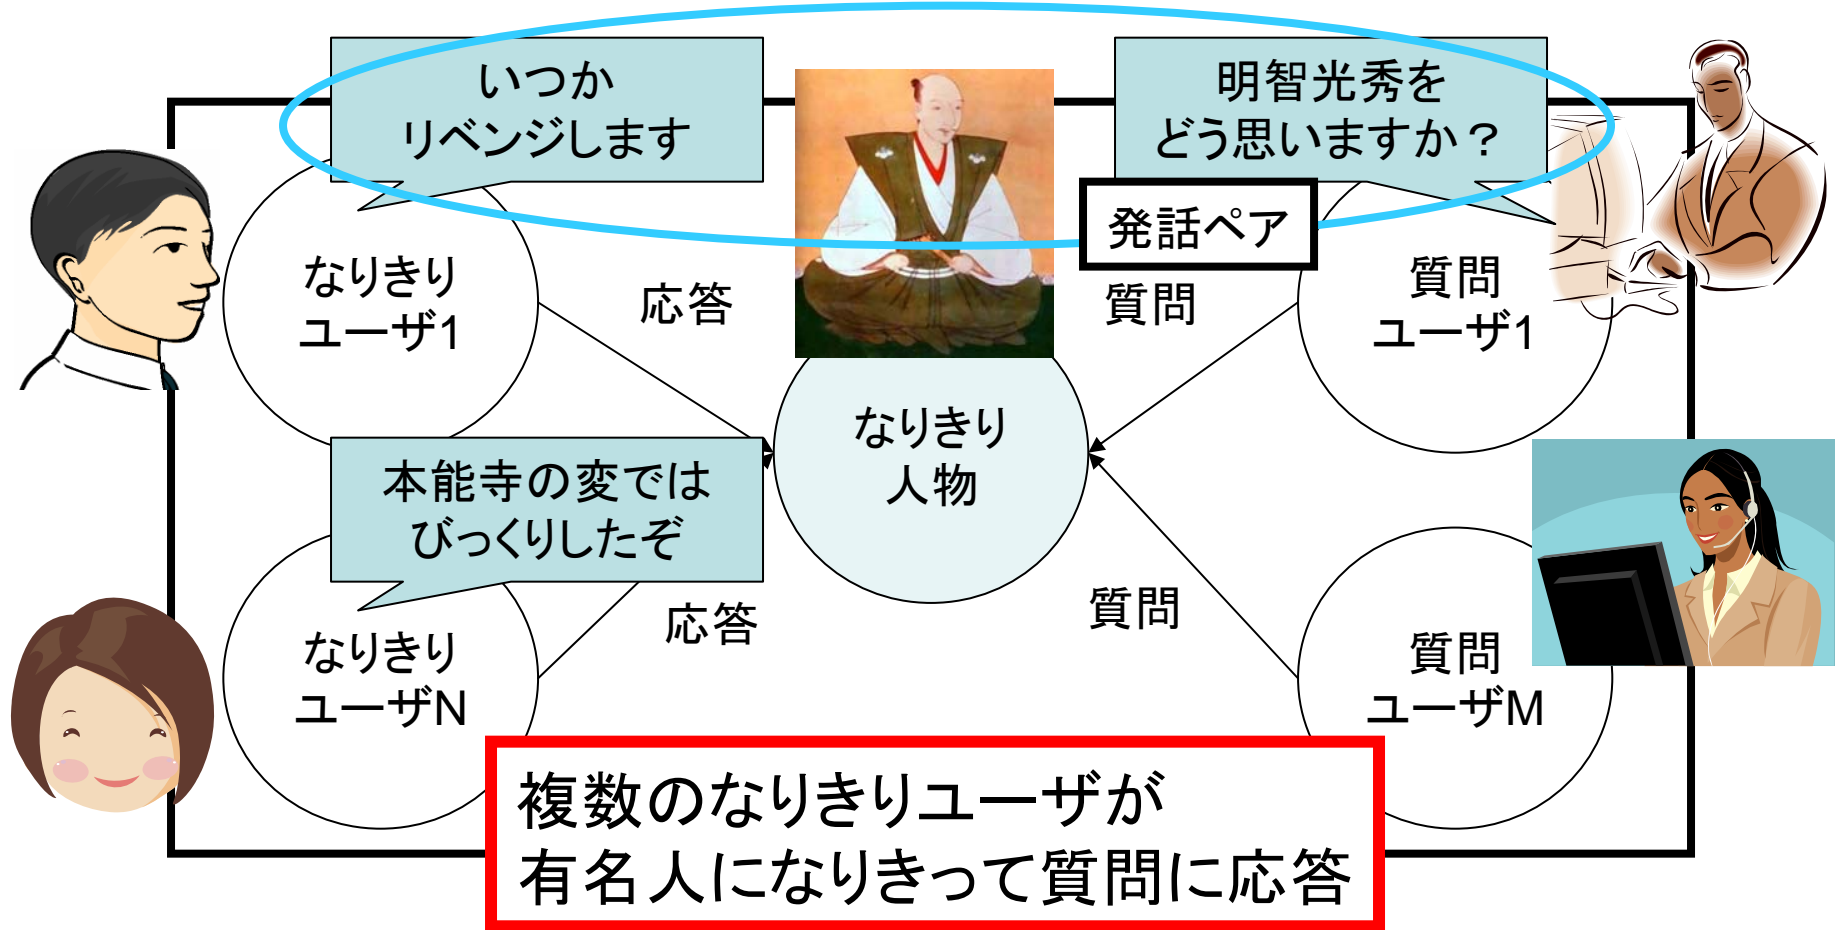 いつか
リベンジします
明智光秀を
どう思いますか？
発話ペア
なりきり
ユーザ1
応答
質問
質問
ユーザ1
なりきり
人物
本能寺の変では
びっくりしたぞ
応答
質問
なりきり
ユーザN
質問
ユーザM
複数のなりきりユーザが
有名人になりきって質問に応答